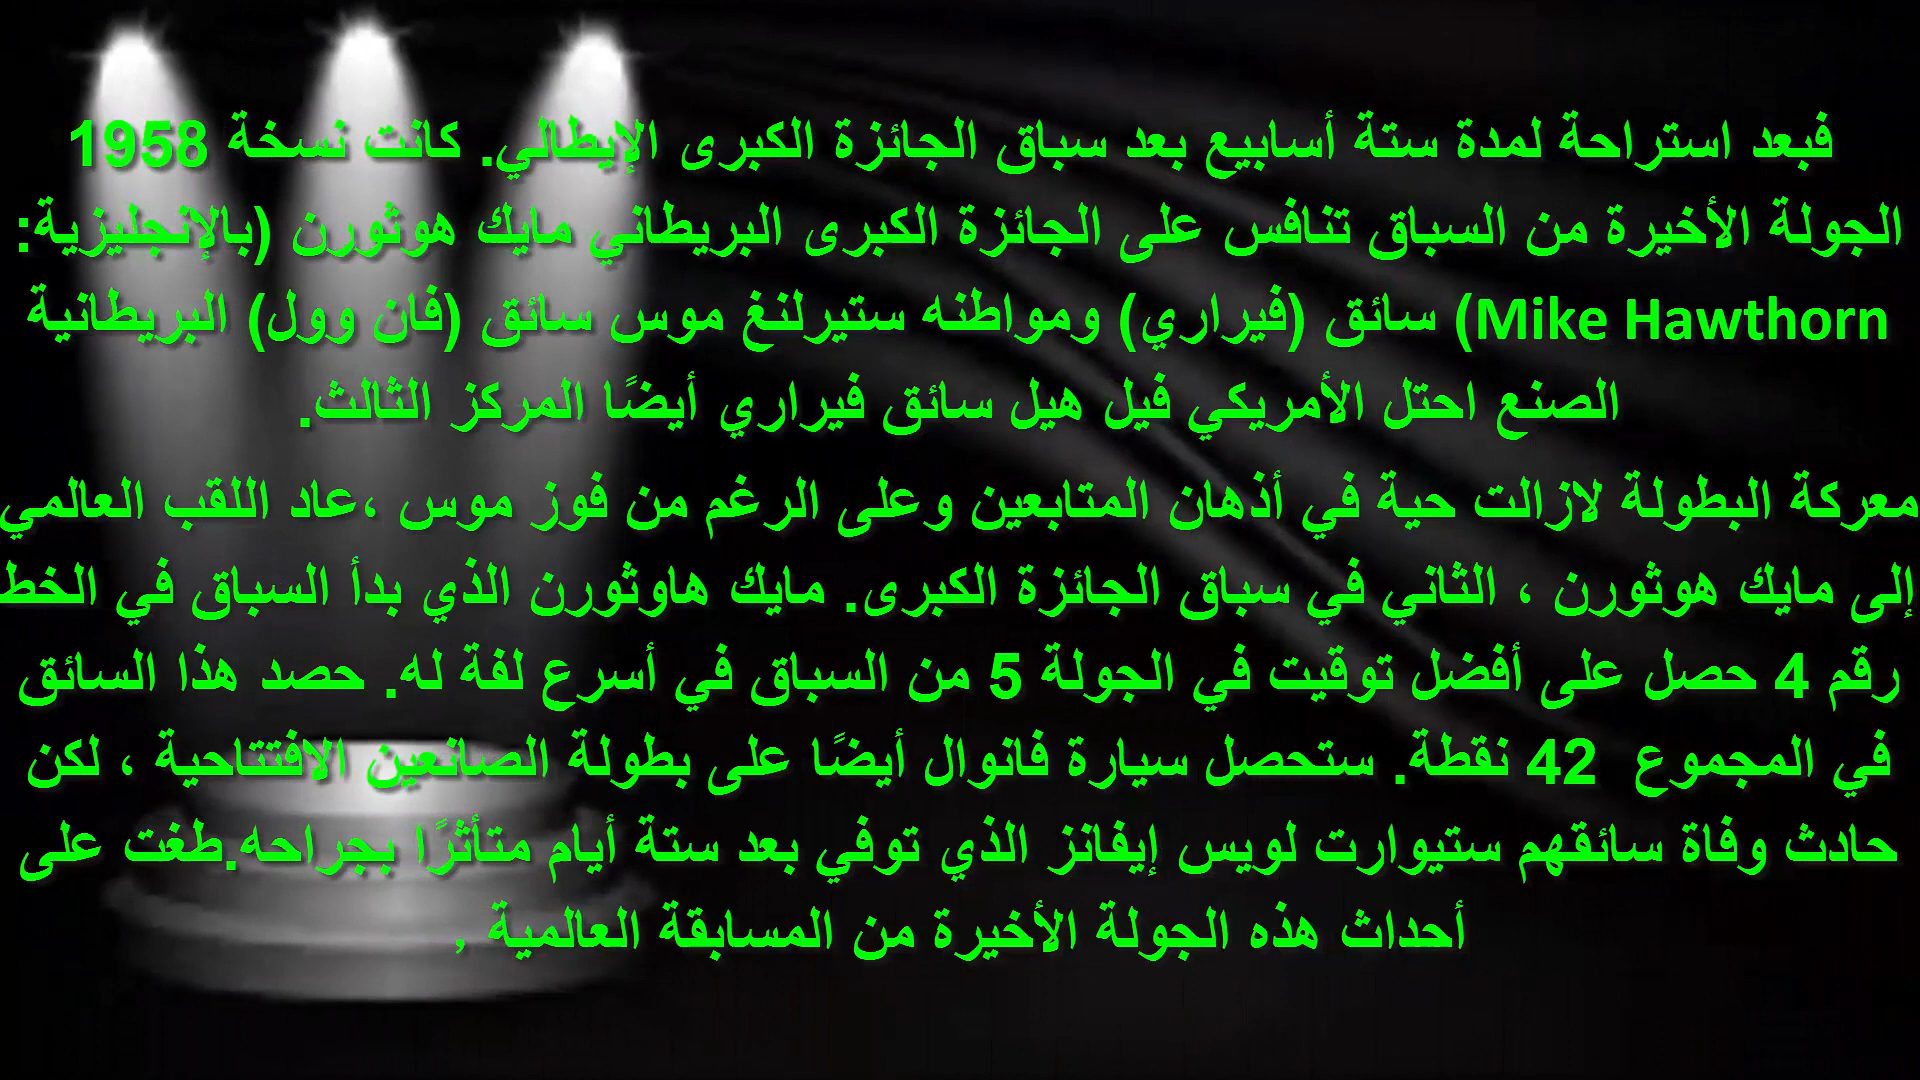 فبعد استراحة لمدة ستة أسابيع بعد سباق الجائزة الكبرى الإيطالي. كانت نسخة 1958
الجولة الأخيرة من السباق تنافس على الجائزة الكبرى البريطاني مايك هوثورن (بالإنجليزية:
Mike Hawthorn) سائق (فيراري) ومواطنه ستيرلنغ موس سائق (فان وول) البريطانية
الصنع احتل الأمريكي فيل هيل سائق فيراري أيضًا المركز الثالث.
معركة البطولة لازالت حية في أذهان المتابعين وعلى الرغم من فوز موس ،عاد اللقب العالمي
إلى مايك هوثورن ، الثاني في سباق الجائزة الكبرى. مايك هاوثورن الذي بدأ السباق في الخط
رقم 4 حصل على أفضل توقيت في الجولة 5 من السباق في أسرع لفة له. حصد هذا السائق
في المجموع 42 نقطة. ستحصل سيارة فانوال أيضًا على بطولة الصانعين الافتتاحية ، لكن
حادث وفاة سائقهم ستيوارت لويس إيفانز الذي توفي بعد ستة أيام متأثرًا بجراحه.طغت على
أحداث هذه الجولة الأخيرة من المسابقة العالمية ,